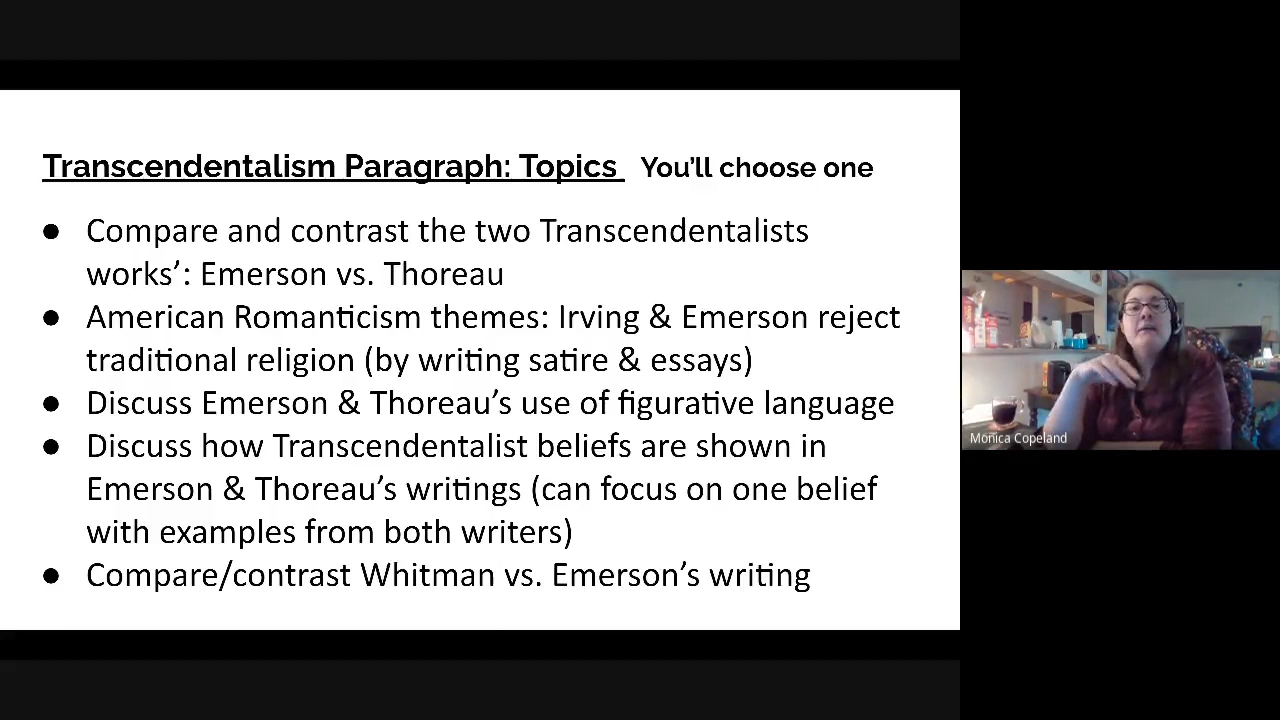 Transcendentalism Paragraph: Topics You’ll choose one
● Compare and contrast the two Transcendentalists
works’: Emerson vs. Thoreau
● American Romanticism themes: Irving & Emerson reject
traditional religion (by writing satire & essays)
● Discuss Emerson & Thoreau’s use of figurative language
● Discuss how Transcendentalist beliefs are shown in
Emerson & Thoreau’s writings (can focus on one belief
with examples from both writers)
● Compare/contrast Whitman vs. Emerson’s writing
Monica Copeland